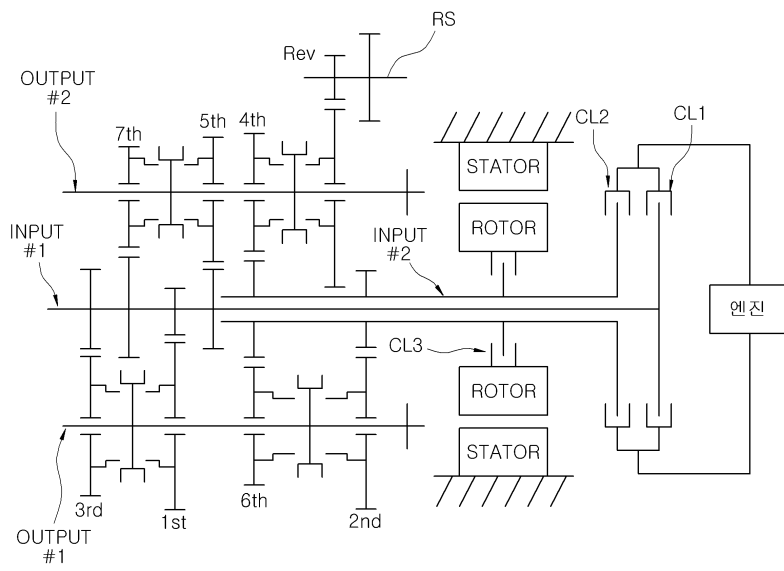 RS
Rev
OUTPUT
#2
7th
5th
4th
CL2
CL1
STATOR
ROTOR
INPUT
#1
INPUT
#2
엔진
CL3
ROTOR
STATOR
3rd
1st
6th
2nd
OUTPUT
#1